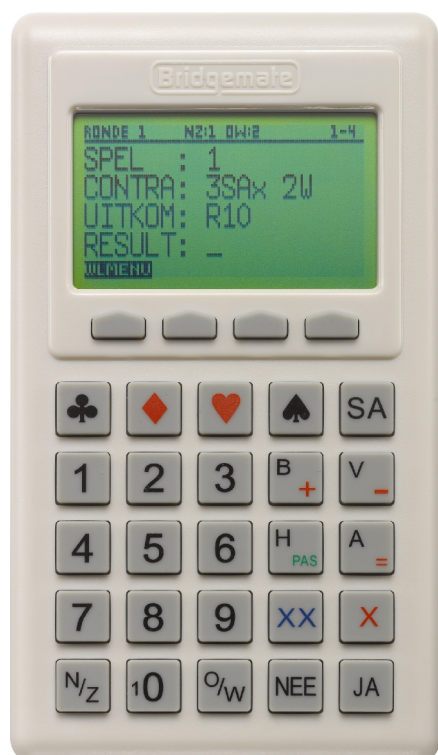 Bridgemate
RONDE 1 NZ:1 OW:2 1-4
SPEL : 1
CONTRA: 3SAx 2W
UITKOM: R10
RESULT: _
WLMENU
♣ ♦ ♥ ♠ SA
1 2 3 B + V -
4 5 6 H PAS A =
7 8 9 XX X
N/Z 10 O/W NEE JA